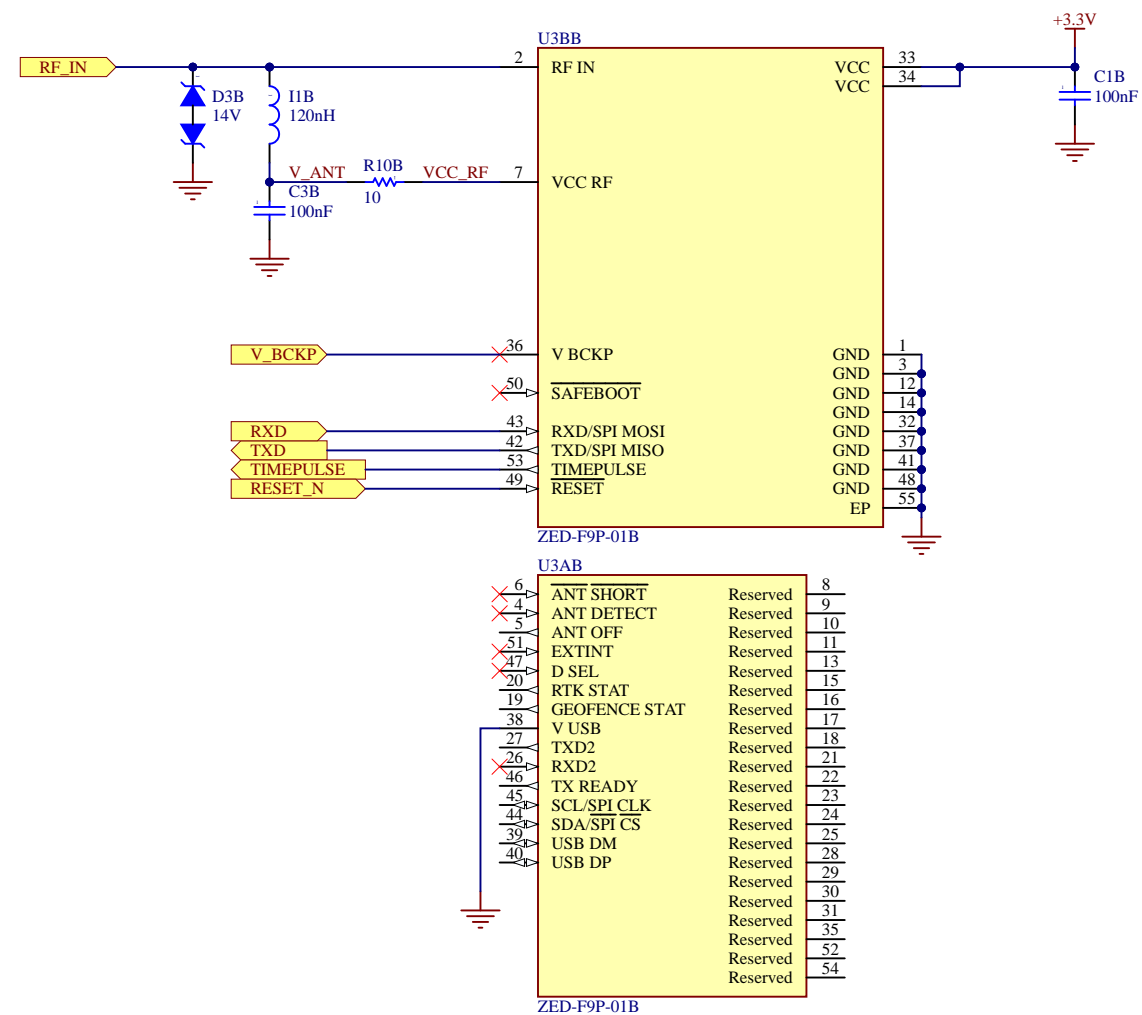 +3.3V
U3BB
RF_IN
2
RF IN
VCC
33
VCC
34
D3B
14V
I1B
120nH
C1B
100nF
V_ANT
R10B
10
VCC_RF
7
VCC RF
C3B
100nF
V_BCKP
36
V BCKP
GND
1
GND
3
50
SAFEBOOT
GND
12
GND
14
RXD
43
RXD/SPI MOSI
GND
32
TXD
42
TXD/SPI MISO
GND
37
TIMEPULSE
53
TIMEPULSE
GND
41
RESET_N
49
RESET
GND
48
EP
55
ZED-F9P-01B
U3AB
6
ANT SHORT
Reserved
8
4
ANT DETECT
Reserved
9
5
ANT OFF
Reserved
10
51
EXTINT
Reserved
11
47
D SEL
Reserved
13
20
RTK STAT
Reserved
15
19
GEOFENCE STAT
Reserved
16
38
V USB
Reserved
17
27
TXD2
Reserved
18
26
RXD2
Reserved
21
46
TX READY
Reserved
22
45
SCL/SPI CLK
Reserved
23
44
SDA/SPI CS
Reserved
24
39
USB DM
Reserved
25
40
USB DP
Reserved
28
Reserved
29
Reserved
30
Reserved
31
Reserved
35
Reserved
52
Reserved
54
ZED-F9P-01B